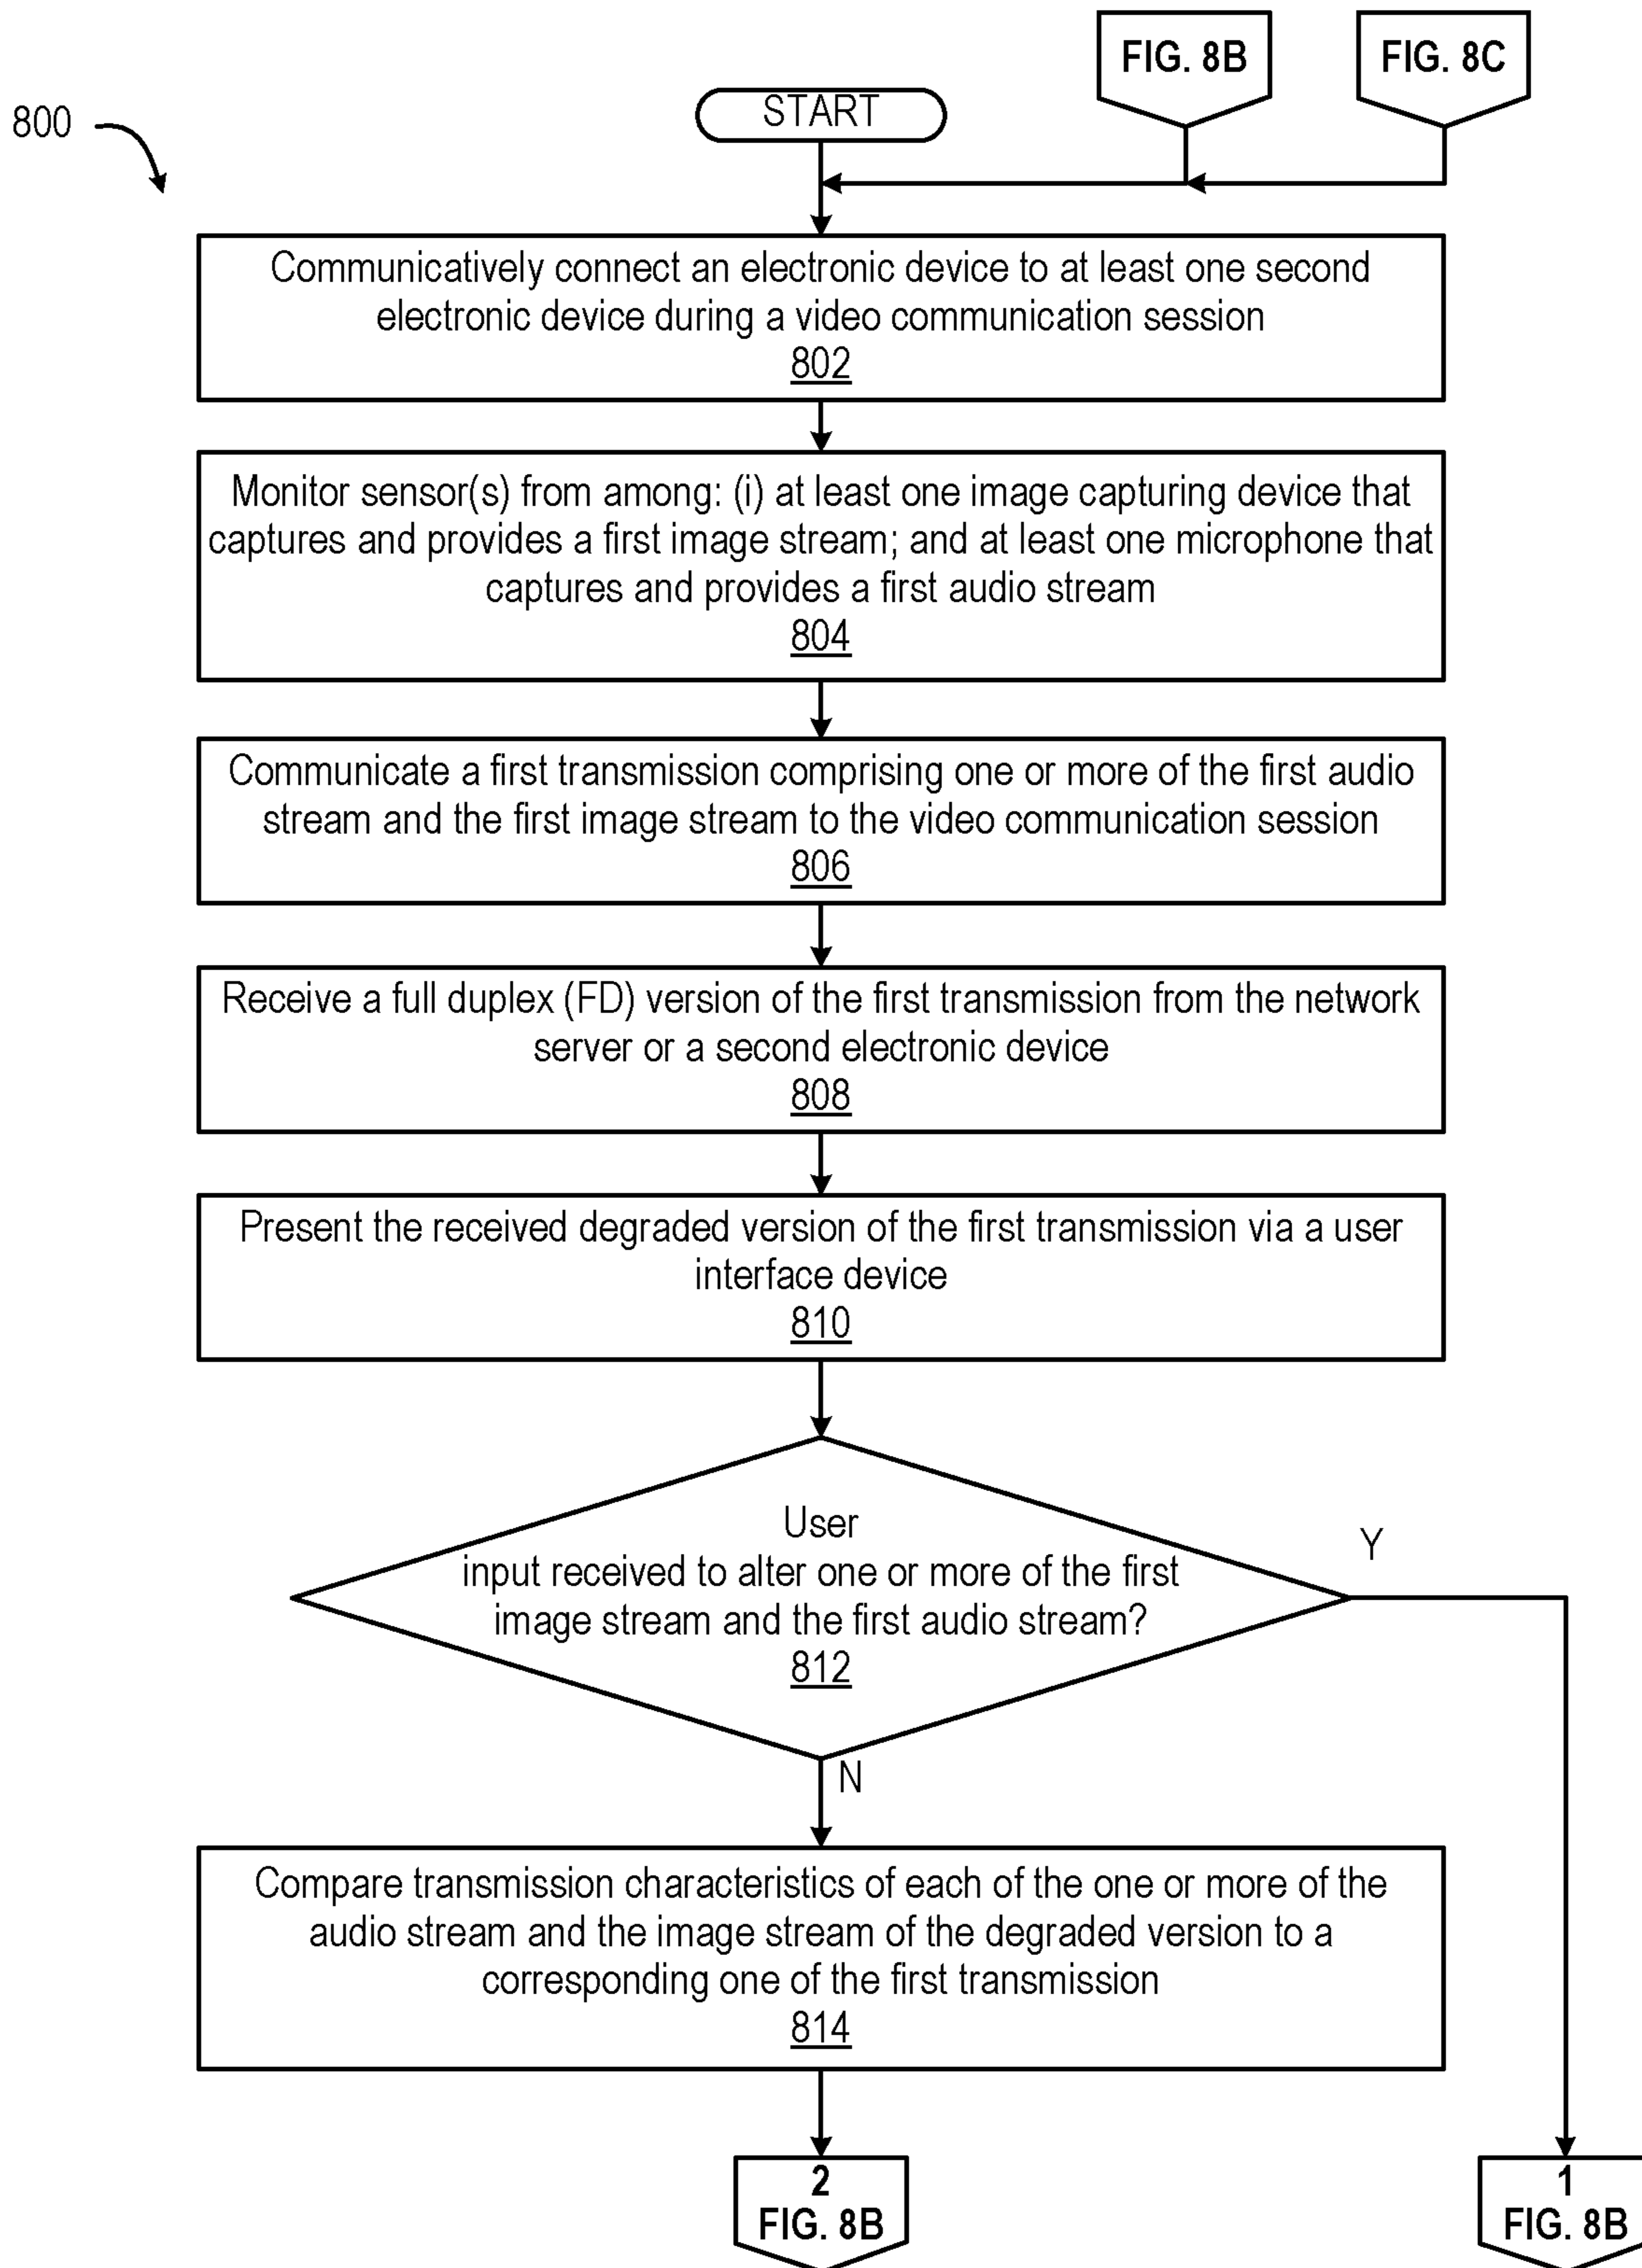 FIG. 8B
FIG. 8C
START
800
Communicatively connect an electronic device to at least one second
electronic device during a video communication session
802
Monitor sensor(s) from among: (i) at least one image capturing device that
captures and provides a first image stream; and at least one microphone that
captures and provides a first audio stream
804
Communicate a first transmission comprising one or more of the first audio
stream and the first image stream to the video communication session
806
Receive a full duplex (FD) version of the first transmission from the network
server or a second electronic device
808
Present the received degraded version of the first transmission via a user
interface device
810
User
input received to alter one or more of the first
image stream and the first audio stream?
812
Y
N
Compare transmission characteristics of each of the one or more of the
audio stream and the image stream of the degraded version to a
corresponding one of the first transmission
814
2
FIG. 8B
1
FIG. 8B